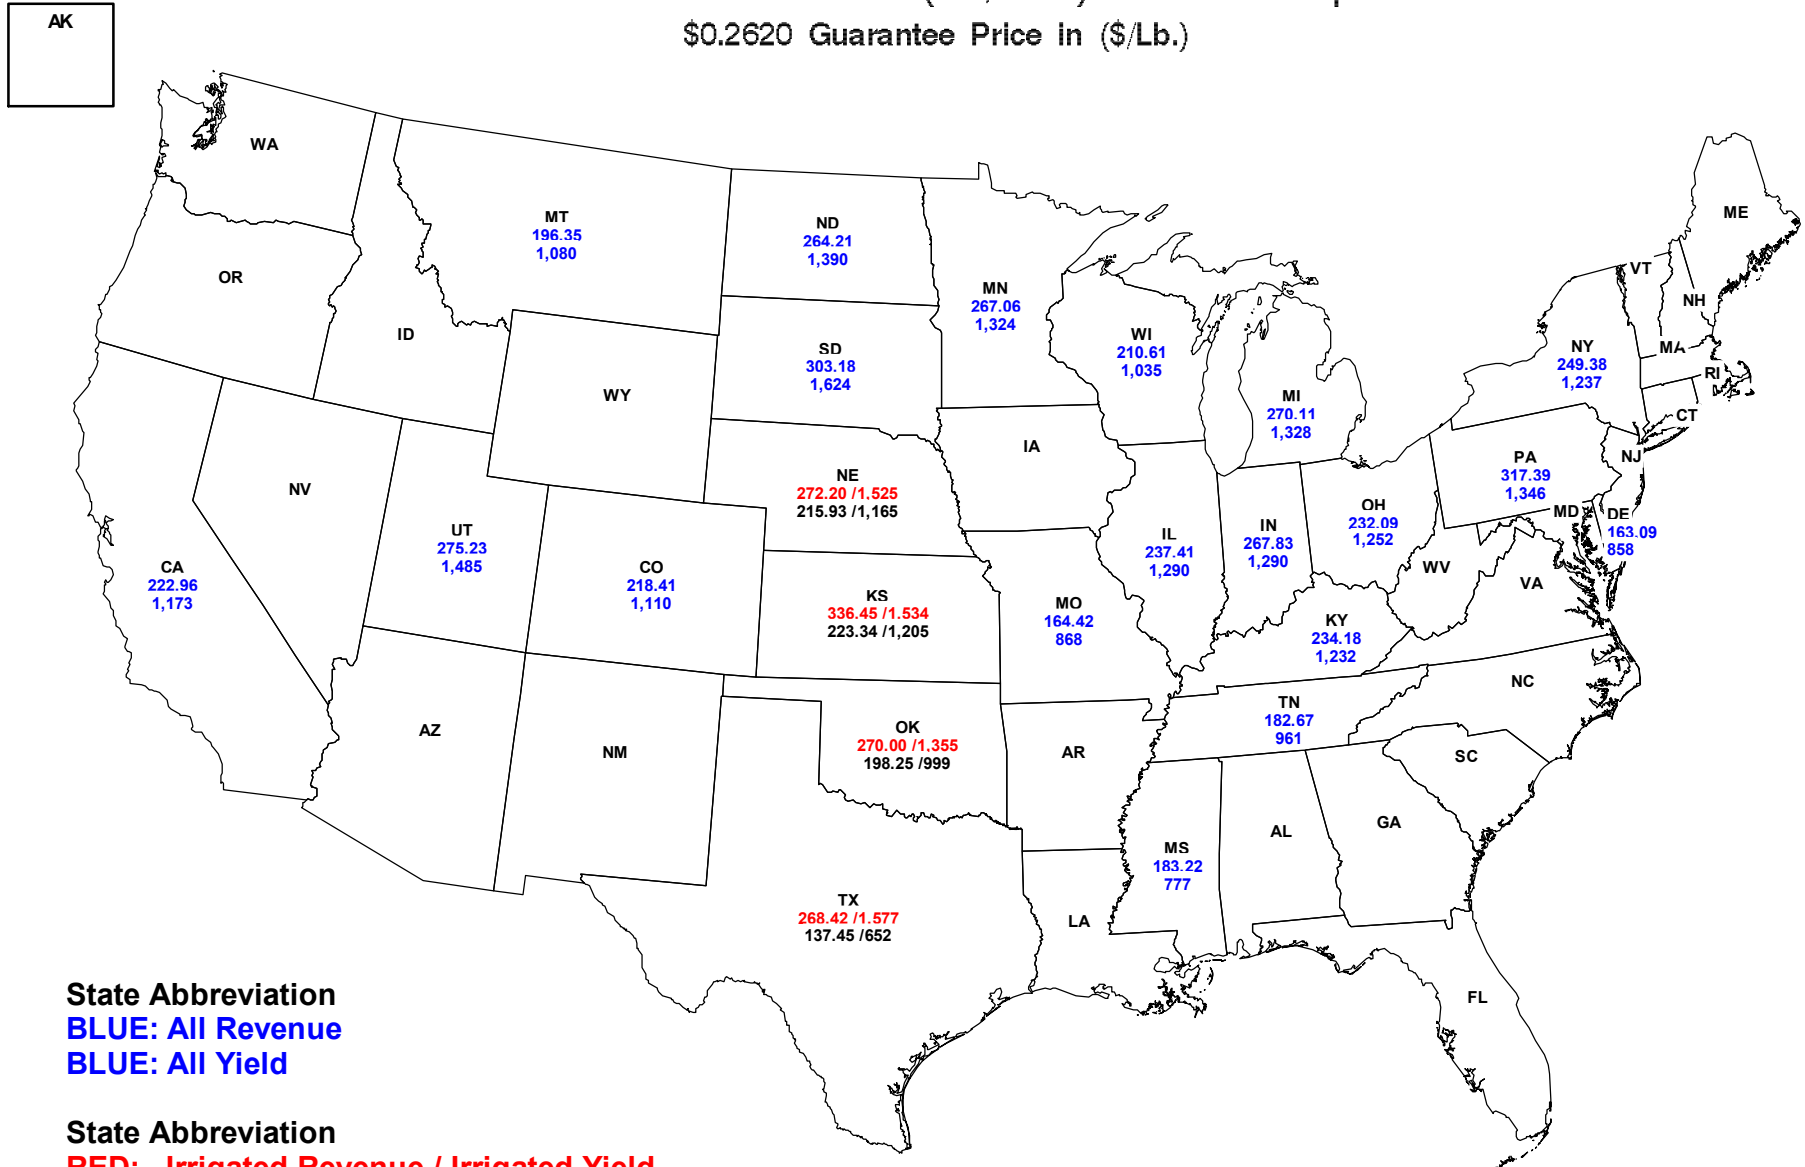 AK
$0.2620 Guarantee Price in ($/Lb.)
WA
MT
196.35
1,080
ND
264.21
1,390
MN
267.06
1,324
ME
OR
ID
VT
NH
WI
210.61
1,035
SD
303.18
1,624
NY
249.38
1,237
MA
RI
WY
MI
270.11
1,328
CT
IA
NJ
PA
317.39
1,346
NE
272.20 /1,525
215.93 /1,165
NV
OH
232.09
1,252
MD
DE
163.09
858
UT
275.23
1,485
IL
237.41
1,290
IN
267.83
1,290
CA
222.96
1,173
CO
218.41
1,110
WV
VA
KS
336.45 /1,534
223.34 /1,205
MO
164.42
868
KY
234.18
1,232
NC
TN
182.67
961
AZ
NM
OK
270.00 /1,355
198.25 /999
AR
SC
GA
AL
MS
183.22
777
TX
268.42 /1,577
137.45 /652
LA
FL
State Abbreviation
BLUE: All Revenue
BLUE: All Yield
State Abbreviation
RED: Irrigated Revenue / Irrigated Yield